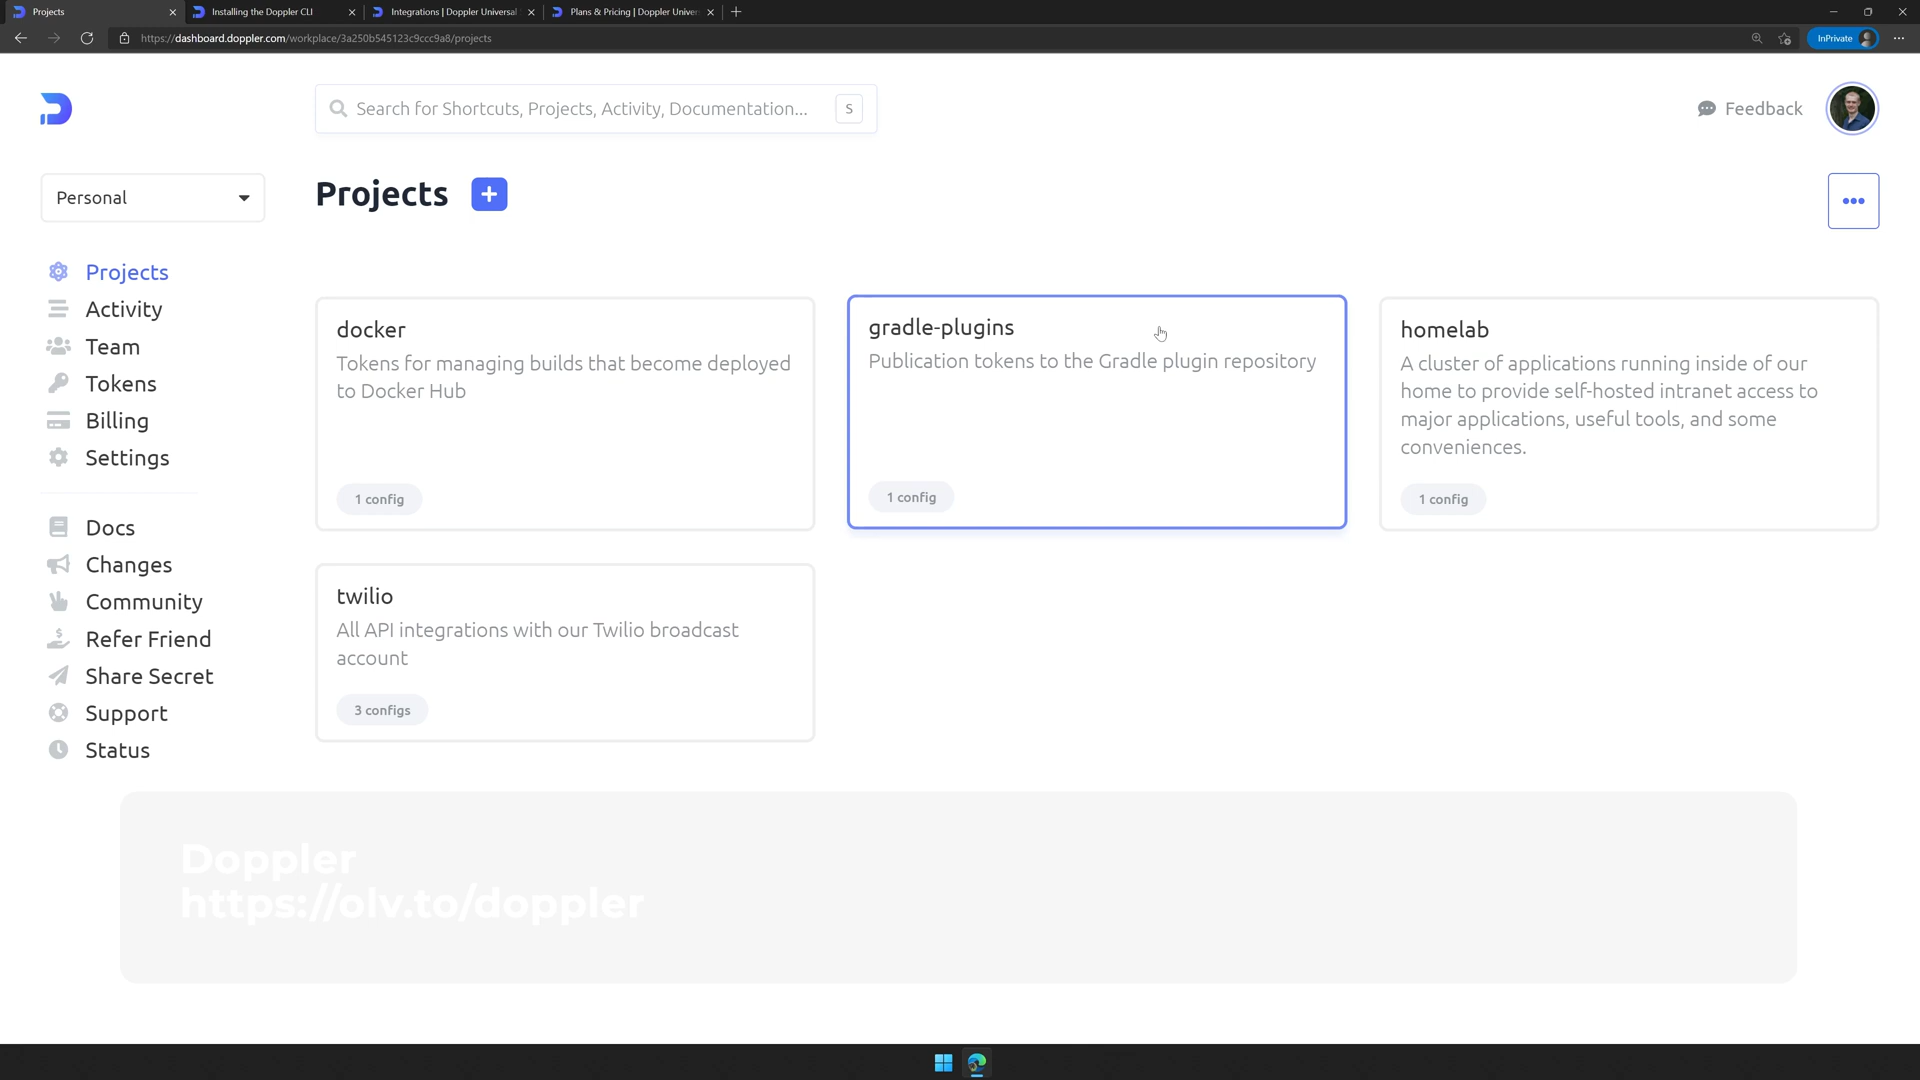 Projects
Installing the Doppler CLI
Integrations | Doppler Universal
Plans & Pricing | Doppler Univer
https://dashboard.doppler.com/workplace/3a250b545123c9ccc9a8/projects
InPrivate
Search for Shortcuts, Projects, Activity, Documentation...
S
Feedback
Personal
Projects
Projects
Activity
Team
Tokens
Billing
Settings
Docs
Changes
Community
Refer Friend
Share Secret
Support
Status
docker
Tokens for managing builds that become deployed
to Docker Hub
1 config
gradle-plugins
Publication tokens to the Gradle plugin repository
1 config
homelab
A cluster of applications running inside of our
home to provide self-hosted intranet access to
major applications, useful tools, and some
conveniences.
1 config
twilio
All API integrations with our Twilio broadcast
account
3 configs
Doppler
https://olv.to/doppler